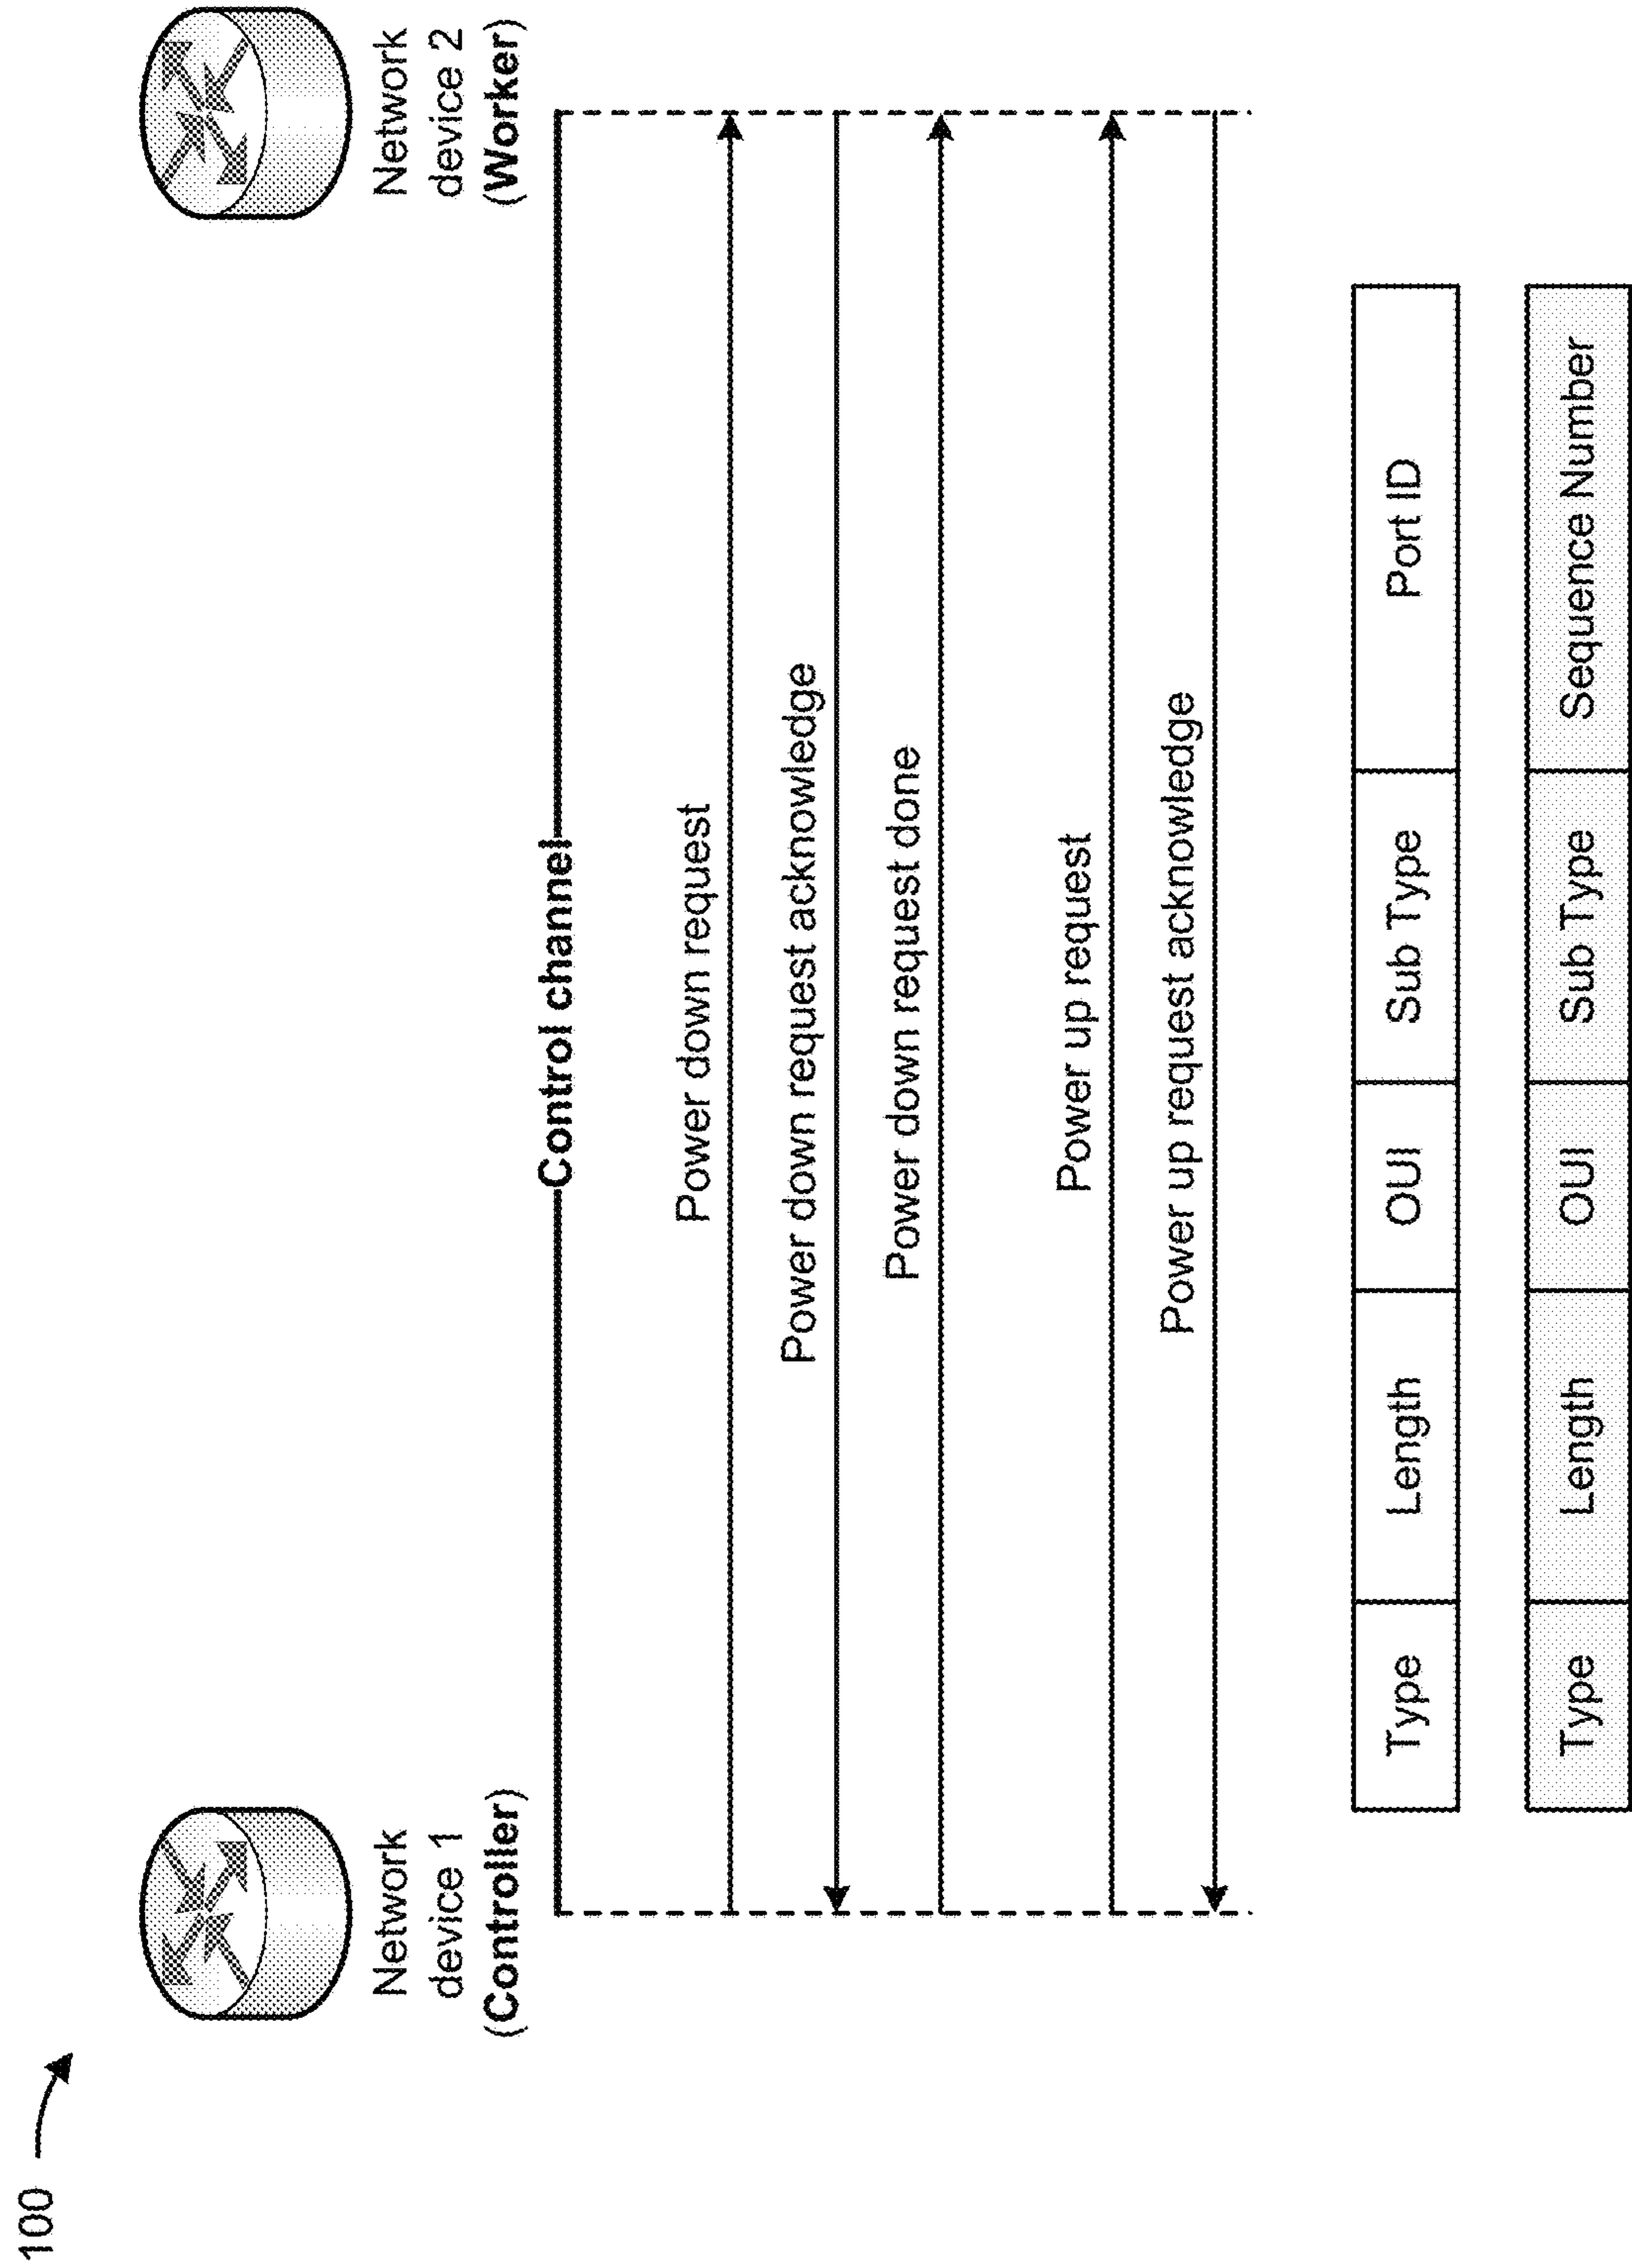 100
Network
device 1
(Controller)
Network
device 2
(Worker)
Control channel
Power down request
Power down request acknowledge
Power down request done
Power up request
Power up request acknowledge
Type Length OUI Sub Type Port ID
Type Length OUI Sub Type Sequence Number